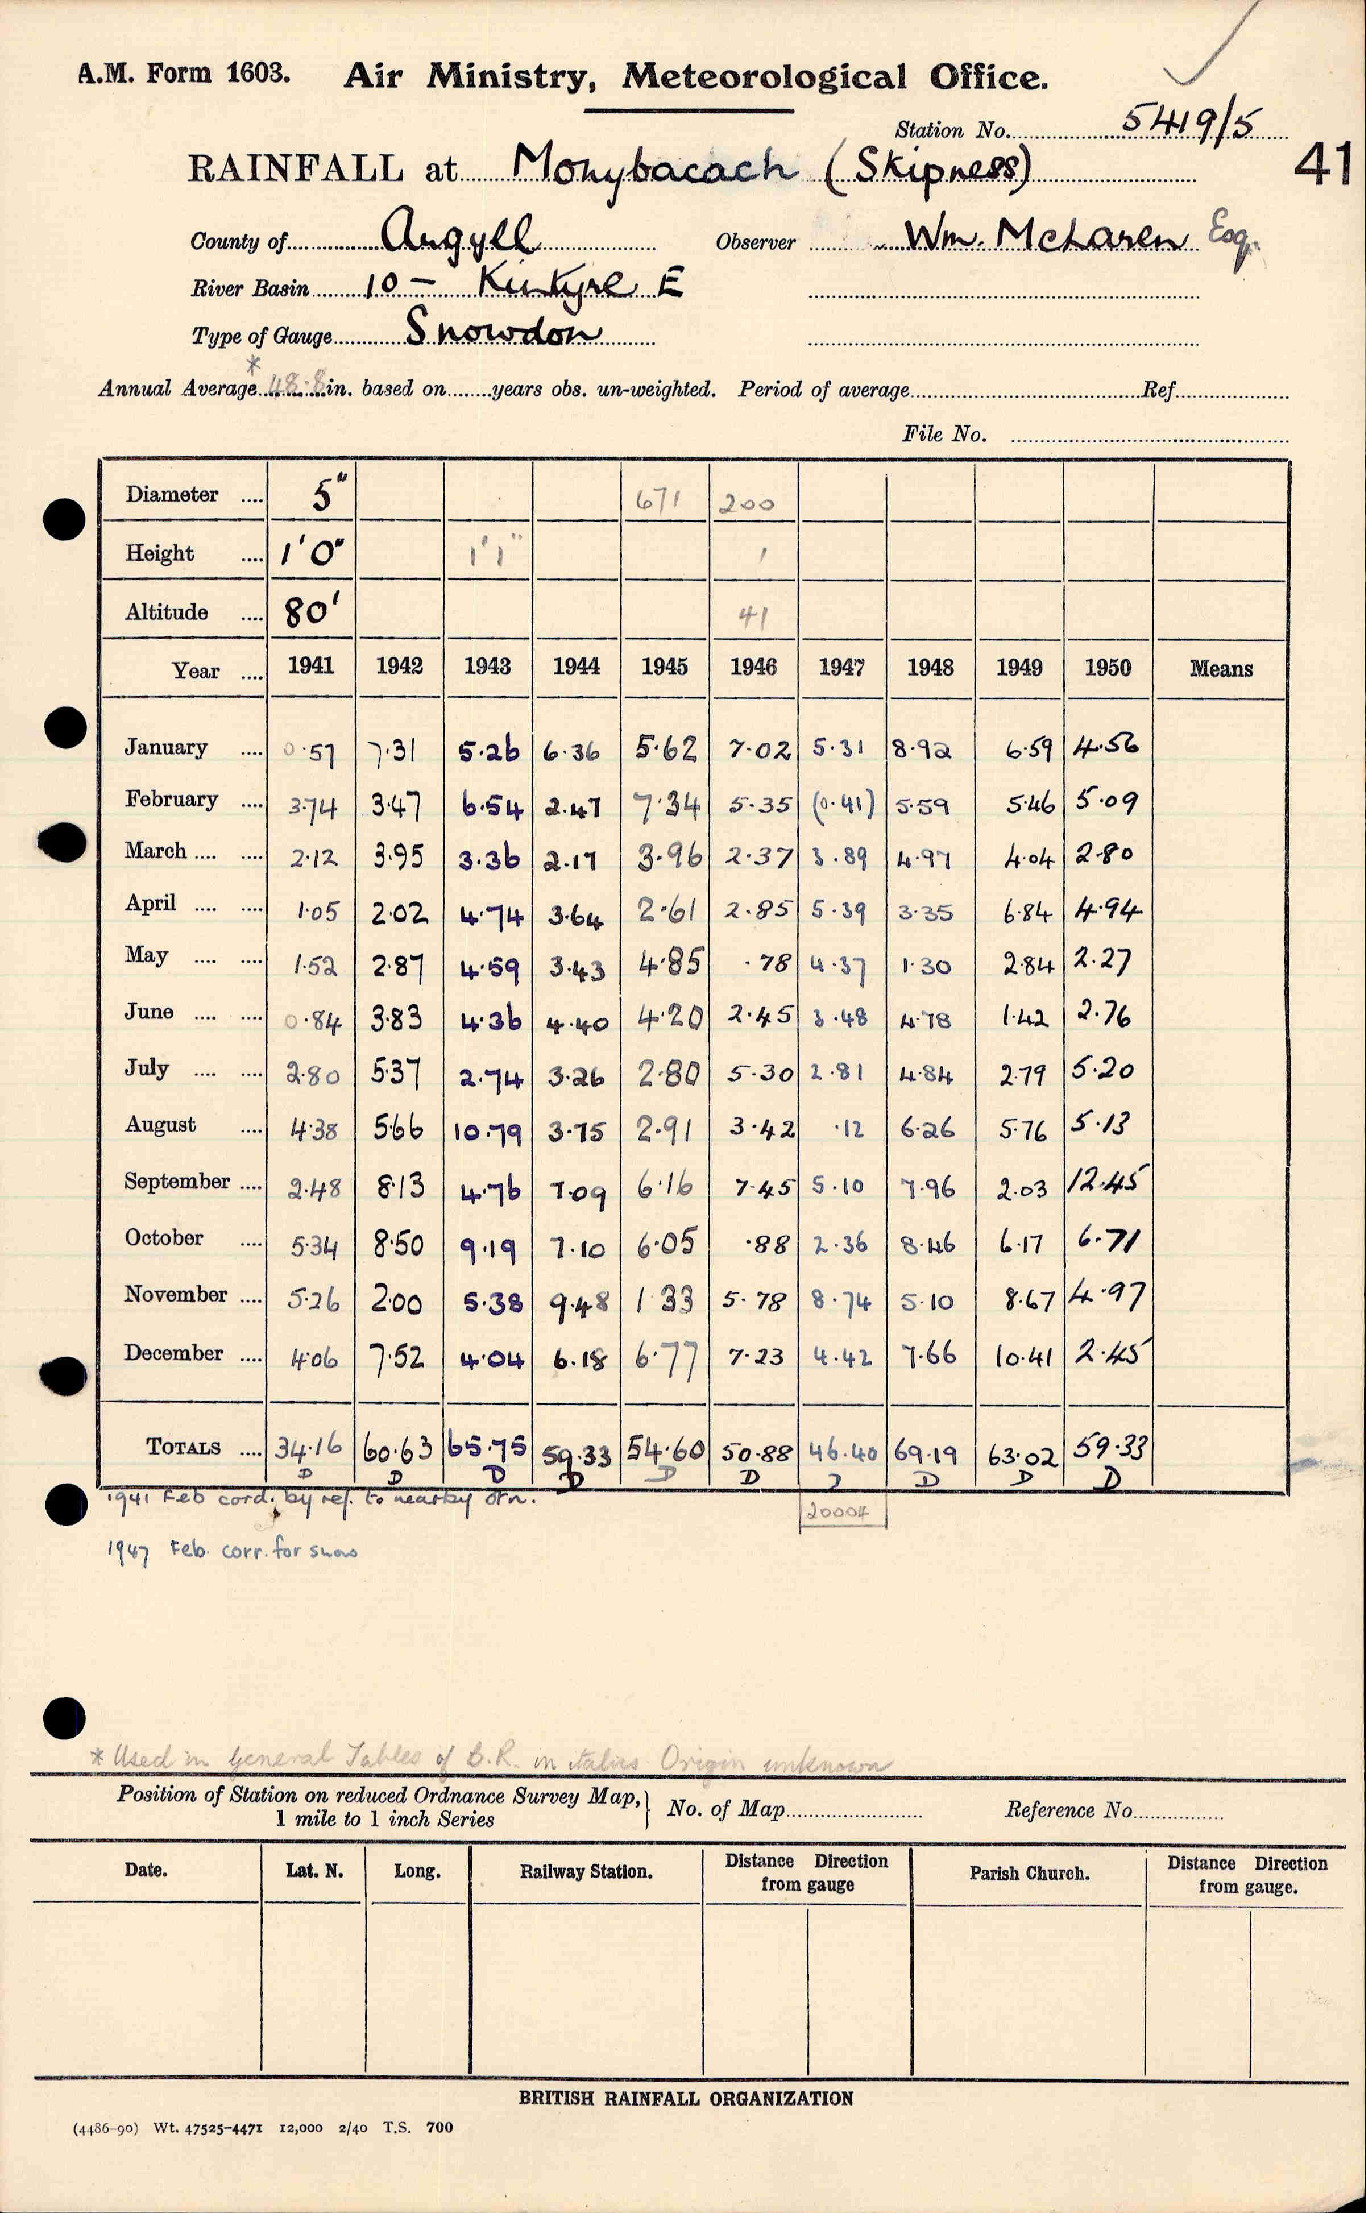 A.M. Form 1603. Air Ministry, Meteorological Office.
Station No. 5419/5
RAINFALL at Monybacach (Skipness)
41
County of Argyll Observer Wm. McLaren Esq.
River Basin 10 — Kintyre E
Type of Gauge Snowdon
Annual Average * 48.8 in. based on years obs. un-weighted. Period of average Ref.
File No.
Diameter 5" 671 200
Height 1'0" 1'1" 1
Altitude 80' 41
Year 1941 1942 1943 1944 1945 1946 1947 1948 1949 1950 Means
January 0.57 7.31 5.26 6.36 5.62 7.02 5.31 8.92 6.59 4.56
February 3.74 3.47 6.54 2.47 7.34 5.35 (0.41) 5.59 5.46 5.09
March 2.12 3.95 3.36 2.17 3.96 2.37 3.89 4.97 4.04 2.80
April 1.05 2.02 4.74 3.64 2.61 2.85 5.39 3.35 6.84 4.94
May 1.52 2.87 4.59 3.43 4.85 .78 4.37 1.30 2.84 2.27
June 0.84 3.83 4.36 4.40 4.20 2.45 3.48 4.78 1.42 2.76
July 2.80 5.37 2.74 3.26 2.80 5.30 2.81 4.84 2.79 5.20
August 4.38 5.66 10.79 3.75 2.91 3.42 .12 6.26 5.76 5.13
September 2.48 8.13 4.76 7.09 6.16 7.45 5.10 7.96 2.03 12.45
October 5.34 8.50 9.19 7.10 6.05 .88 2.36 8.46 6.17 6.71
November 5.26 2.00 5.38 9.48 1 33 5.78 8.74 5.10 8.67 4.97
December 4.06 7.52 4.04 6.18 6.77 7.23 4.42 7.66 10.41 2.45
TOTALS 34.16 60.63 65.75 59.33 54.60 50.88 46.40 69.19 63.02 59.33
D D D D D D D D D D
1941 Feb cord. by ref. to nearby stn.
20004
1947 Feb. corr. for snow
* Used in General Tables of B.R. in italics Origin unknown
Position of Station on reduced Ordnance Survey Map, 1 mile to 1 inch Series } No. of Map Reference No.
Date. Lat. N. Long. Railway Station. Distance Direction from gauge Parish Church. Distance Direction from gauge.
BRITISH RAINFALL ORGANIZATION
(4486-90) Wt. 47525-4471 12,000 2/40 T.S. 700